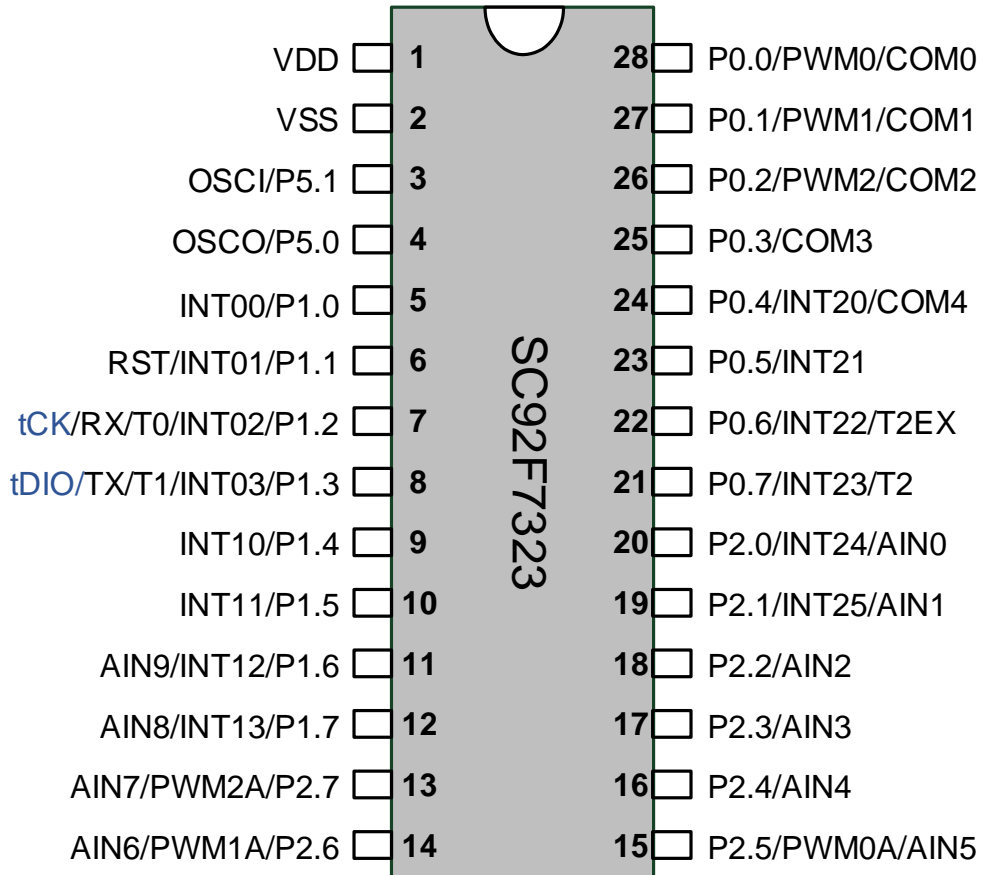 VDD 1 28 P0.0/PWM0/COM0
VSS 2 27 P0.1/PWM1/COM1
OSCI/P5.1 3 26 P0.2/PWM2/COM2
OSCO/P5.0 4 25 P0.3/COM3
INT00/P1.0 5 24 P0.4/INT20/COM4
RST/INT01/P1.1 6 23 P0.5/INT21
tCK/RX/T0/INT02/P1.2 7 22 P0.6/INT22/T2EX
tDIO/TX/T1/INT03/P1.3 8 21 P0.7/INT23/T2
INT10/P1.4 9 20 P2.0/INT24/AIN0
INT11/P1.5 10 19 P2.1/INT25/AIN1
AIN9/INT12/P1.6 11 18 P2.2/AIN2
AIN8/INT13/P1.7 12 17 P2.3/AIN3
AIN7/PWM2A/P2.7 13 16 P2.4/AIN4
AIN6/PWM1A/P2.6 14 15 P2.5/PWM0A/AIN5
SC92F7323